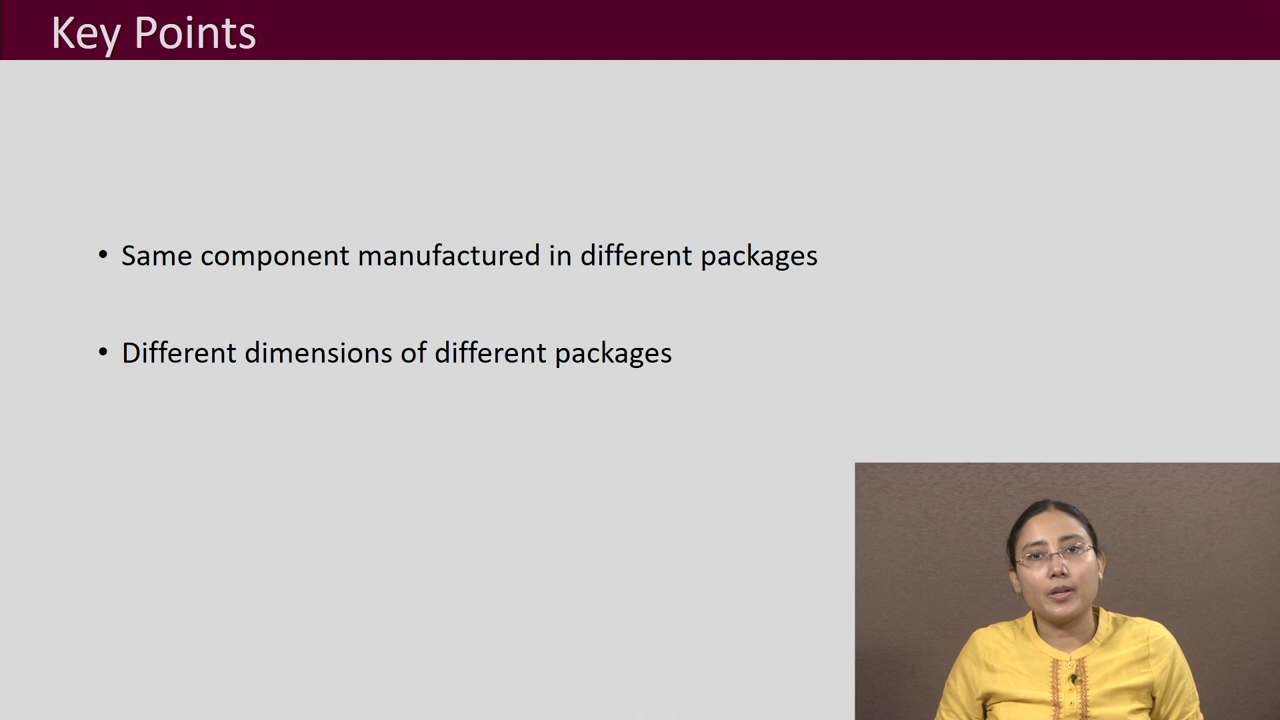 Key Points
• Same component manufactured in different packages
• Different dimensions of different packages